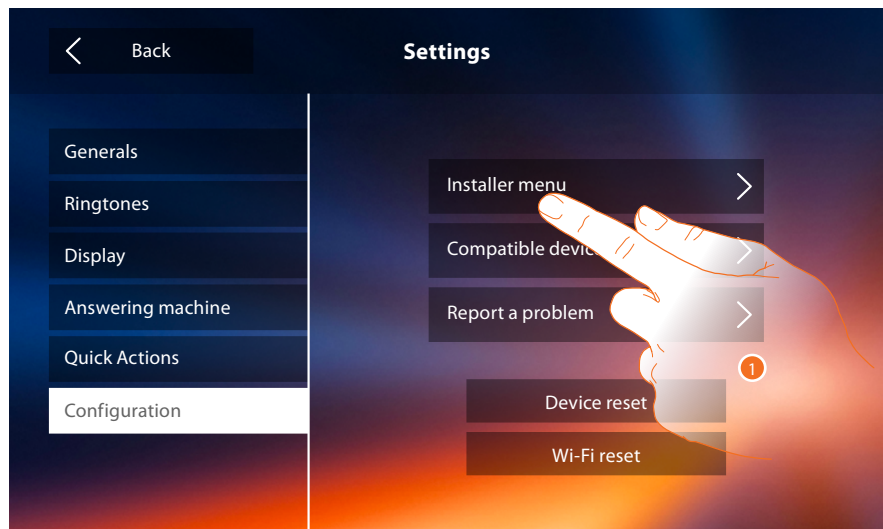 Back
Settings
Generals
Ringtones
Display
Answering machine
Quick Actions
Configuration
Installer menu
Compatible
Report a problem
1
Device reset
Wi-Fi reset